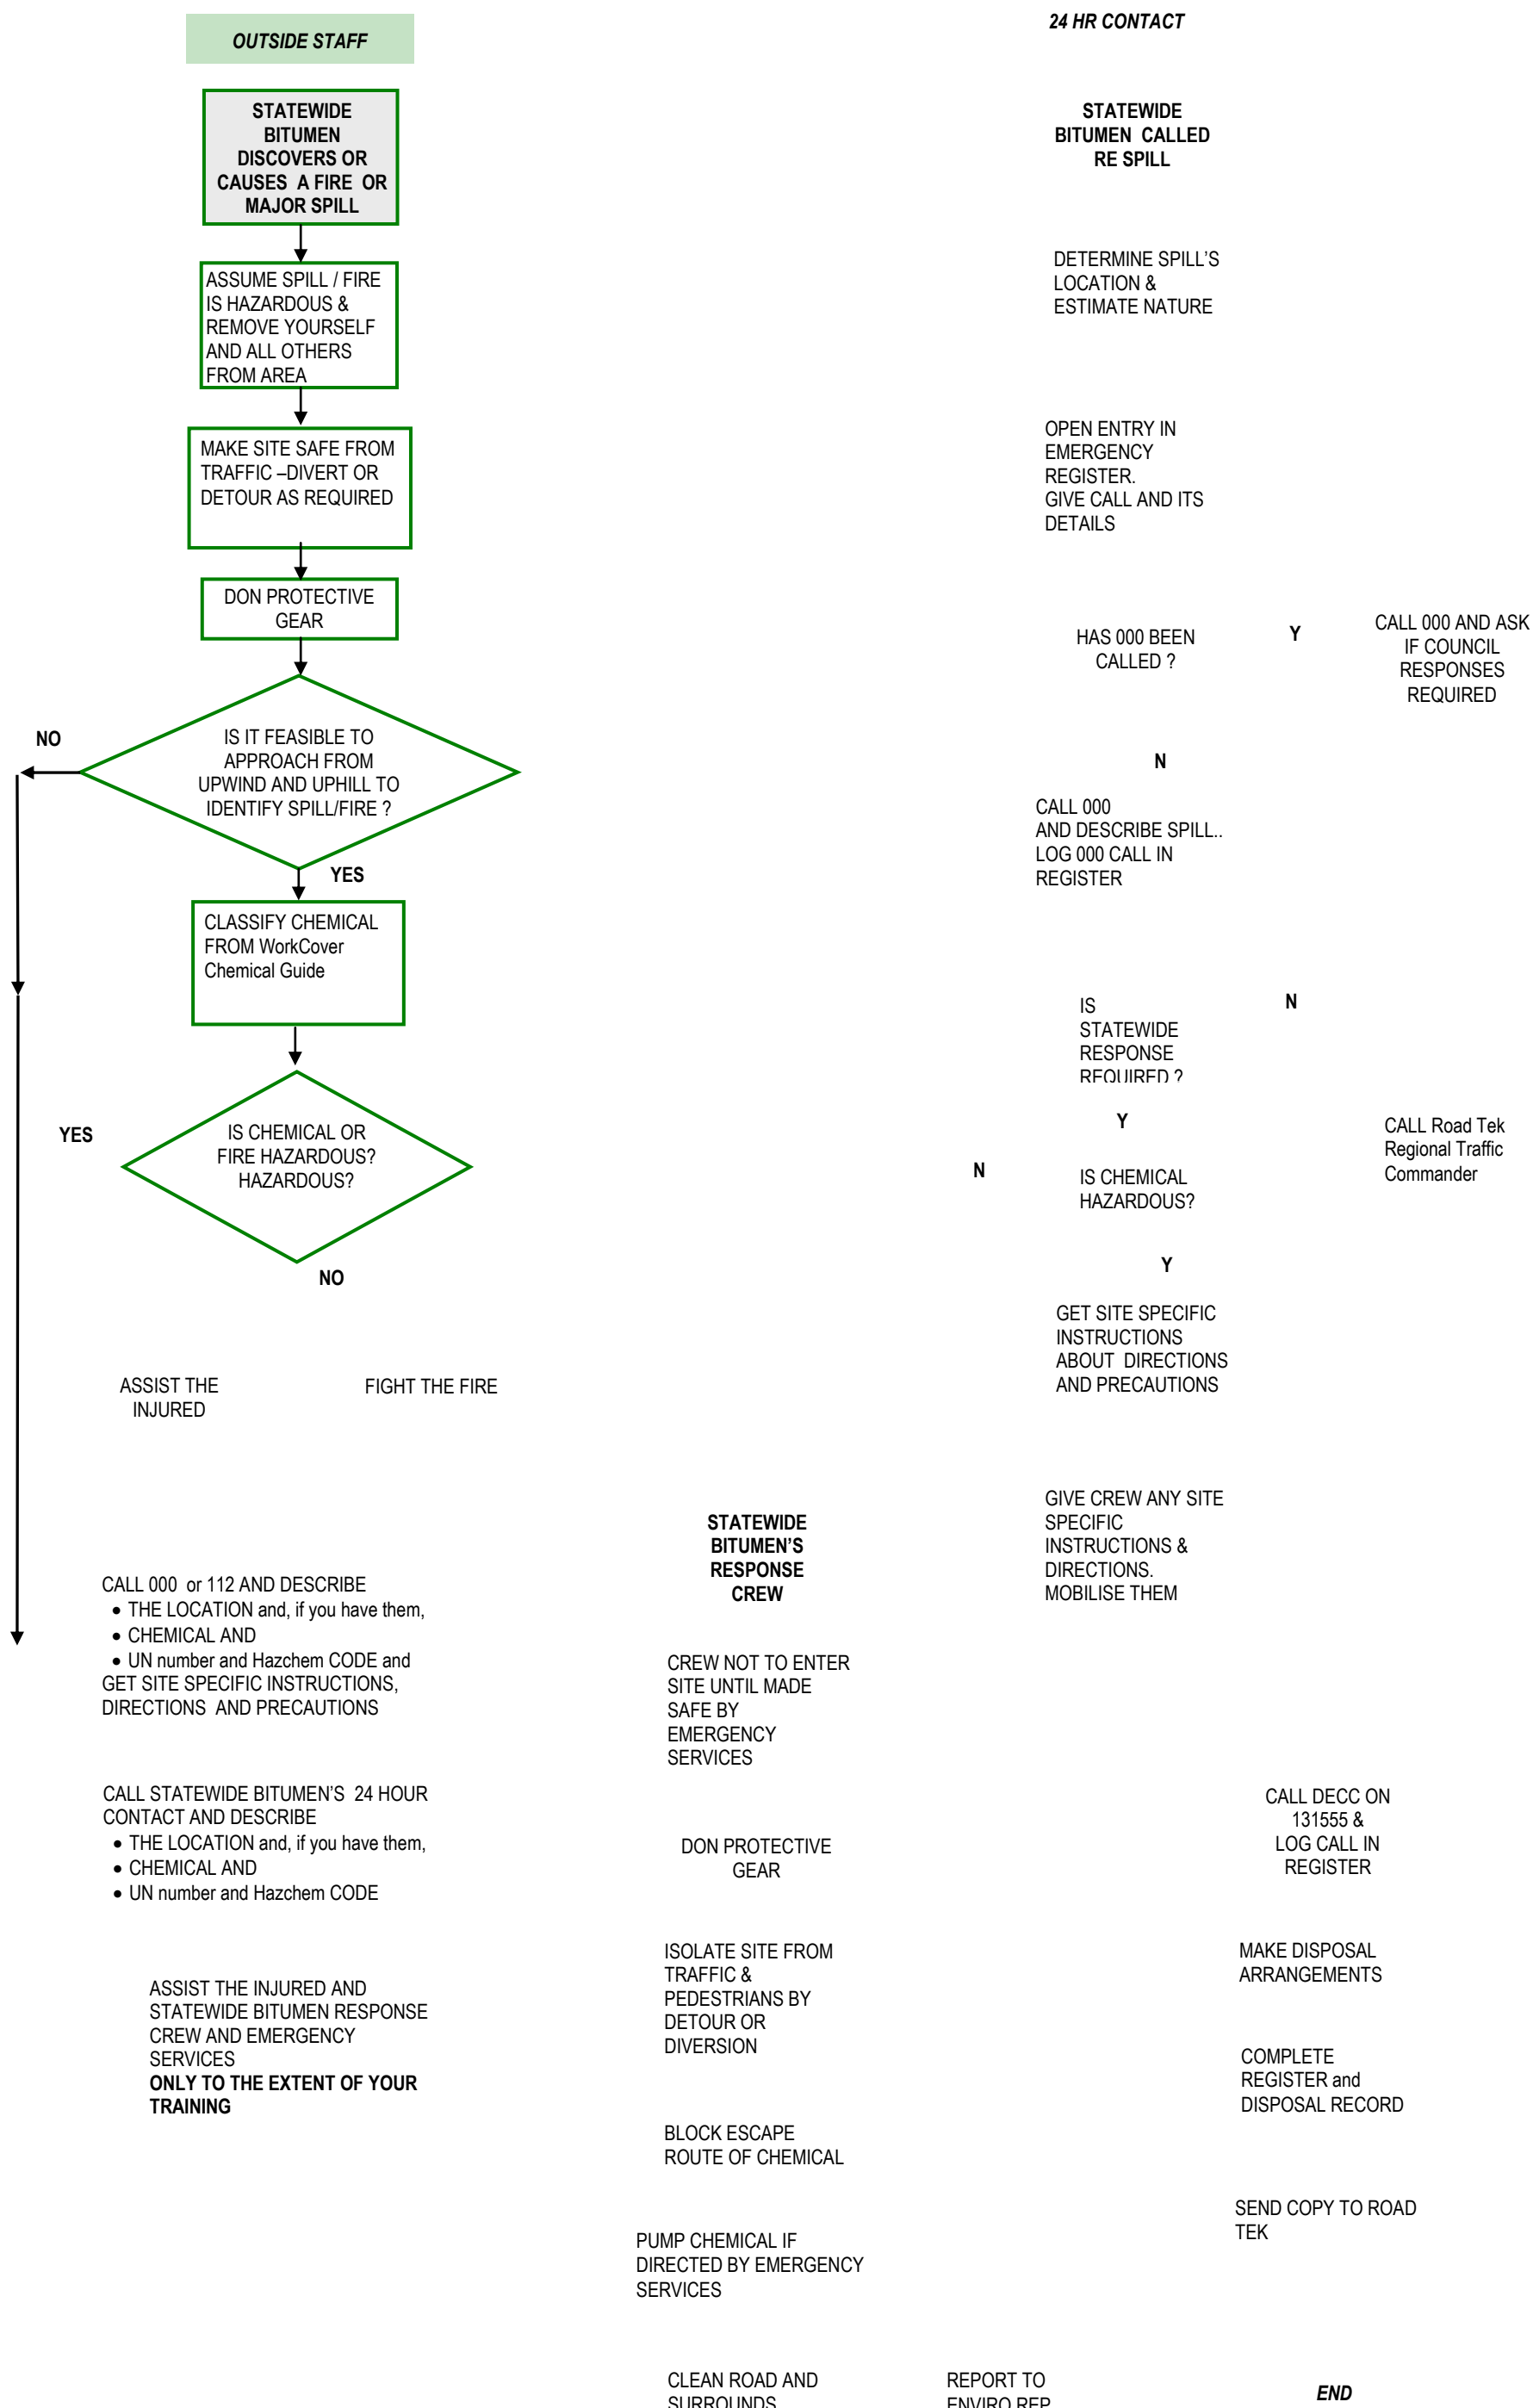 OUTSIDE STAFF
STATEWIDE
BITUMEN
DISCOVERS OR
CAUSES A FIRE OR
MAJOR SPILL
ASSUME SPILL / FIRE
IS HAZARDOUS &
REMOVE YOURSELF
AND ALL OTHERS
FROM AREA
MAKE SITE SAFE FROM
TRAFFIC –DIVERT OR
DETOUR AS REQUIRED
DON PROTECTIVE
GEAR
NO
IS IT FEASIBLE TO
APPROACH FROM
UPWIND AND UPHILL TO
IDENTIFY SPILL/FIRE ?
YES
CLASSIFY CHEMICAL
FROM WorkCover
Chemical Guide
YES
IS CHEMICAL OR
FIRE HAZARDOUS?
HAZARDOUS?
NO
ASSIST THE
INJURED
FIGHT THE FIRE
CALL 000 or 112 AND DESCRIBE
• THE LOCATION and, if you have them,
• CHEMICAL AND
• UN number and Hazchem CODE and
GET SITE SPECIFIC INSTRUCTIONS,
DIRECTIONS AND PRECAUTIONS
CALL STATEWIDE BITUMEN'S 24 HOUR
CONTACT AND DESCRIBE
• THE LOCATION and, if you have them,
• CHEMICAL AND
• UN number and Hazchem CODE
ASSIST THE INJURED AND
STATEWIDE BITUMEN RESPONSE
CREW AND EMERGENCY
SERVICES
ONLY TO THE EXTENT OF YOUR
TRAINING
STATEWIDE
BITUMEN'S
RESPONSE
CREW
CREW NOT TO ENTER
SITE UNTIL MADE
SAFE BY
EMERGENCY
SERVICES
DON PROTECTIVE
GEAR
ISOLATE SITE FROM
TRAFFIC &
PEDESTRIANS BY
DETOUR OR
DIVERSION
BLOCK ESCAPE
ROUTE OF CHEMICAL
PUMP CHEMICAL IF
DIRECTED BY EMERGENCY
SERVICES
CLEAN ROAD AND
SURROUNDS
REPORT TO
ENVIRO REP
24 HR CONTACT
STATEWIDE
BITUMEN CALLED
RE SPILL
DETERMINE SPILL'S
LOCATION &
ESTIMATE NATURE
OPEN ENTRY IN
EMERGENCY
REGISTER.
GIVE CALL AND ITS
DETAILS
HAS 000 BEEN
CALLED ?
Y
CALL 000 AND ASK
IF COUNCIL
RESPONSES
REQUIRED
N
CALL 000
AND DESCRIBE SPILL..
LOG 000 CALL IN
REGISTER
IS
STATEWIDE
RESPONSE
REQUIRED ?
N
Y
CALL Road Tek
Regional Traffic
Commander
N
IS CHEMICAL
HAZARDOUS?
Y
GET SITE SPECIFIC
INSTRUCTIONS
ABOUT DIRECTIONS
AND PRECAUTIONS
GIVE CREW ANY SITE
SPECIFIC
INSTRUCTIONS &
DIRECTIONS.
MOBILISE THEM
CALL DECC ON
131555 &
LOG CALL IN
REGISTER
MAKE DISPOSAL
ARRANGEMENTS
COMPLETE
REGISTER and
DISPOSAL RECORD
SEND COPY TO ROAD
TEK
END